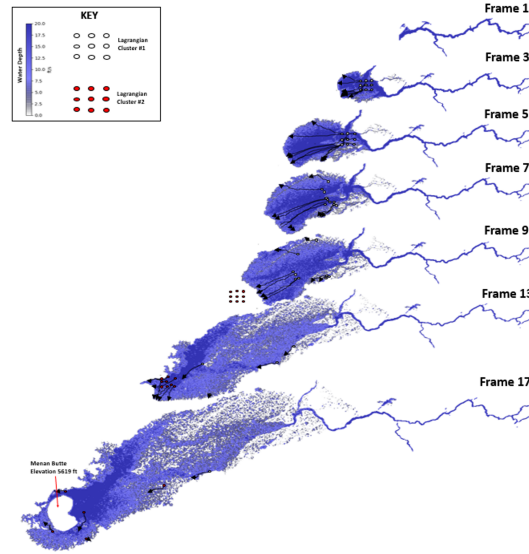 KEY
Frame 1
20.0
17.5
15.0
12.5
10.0
7.5
5.0
2.5
0.0
Water Depth
Lagrangian
Cluster #1
Lagrangian
Cluster #2
Frame 3
Frame 5
Frame 7
Frame 9
Frame 13
Frame 17
Menan Butte
Elevation 5619 ft